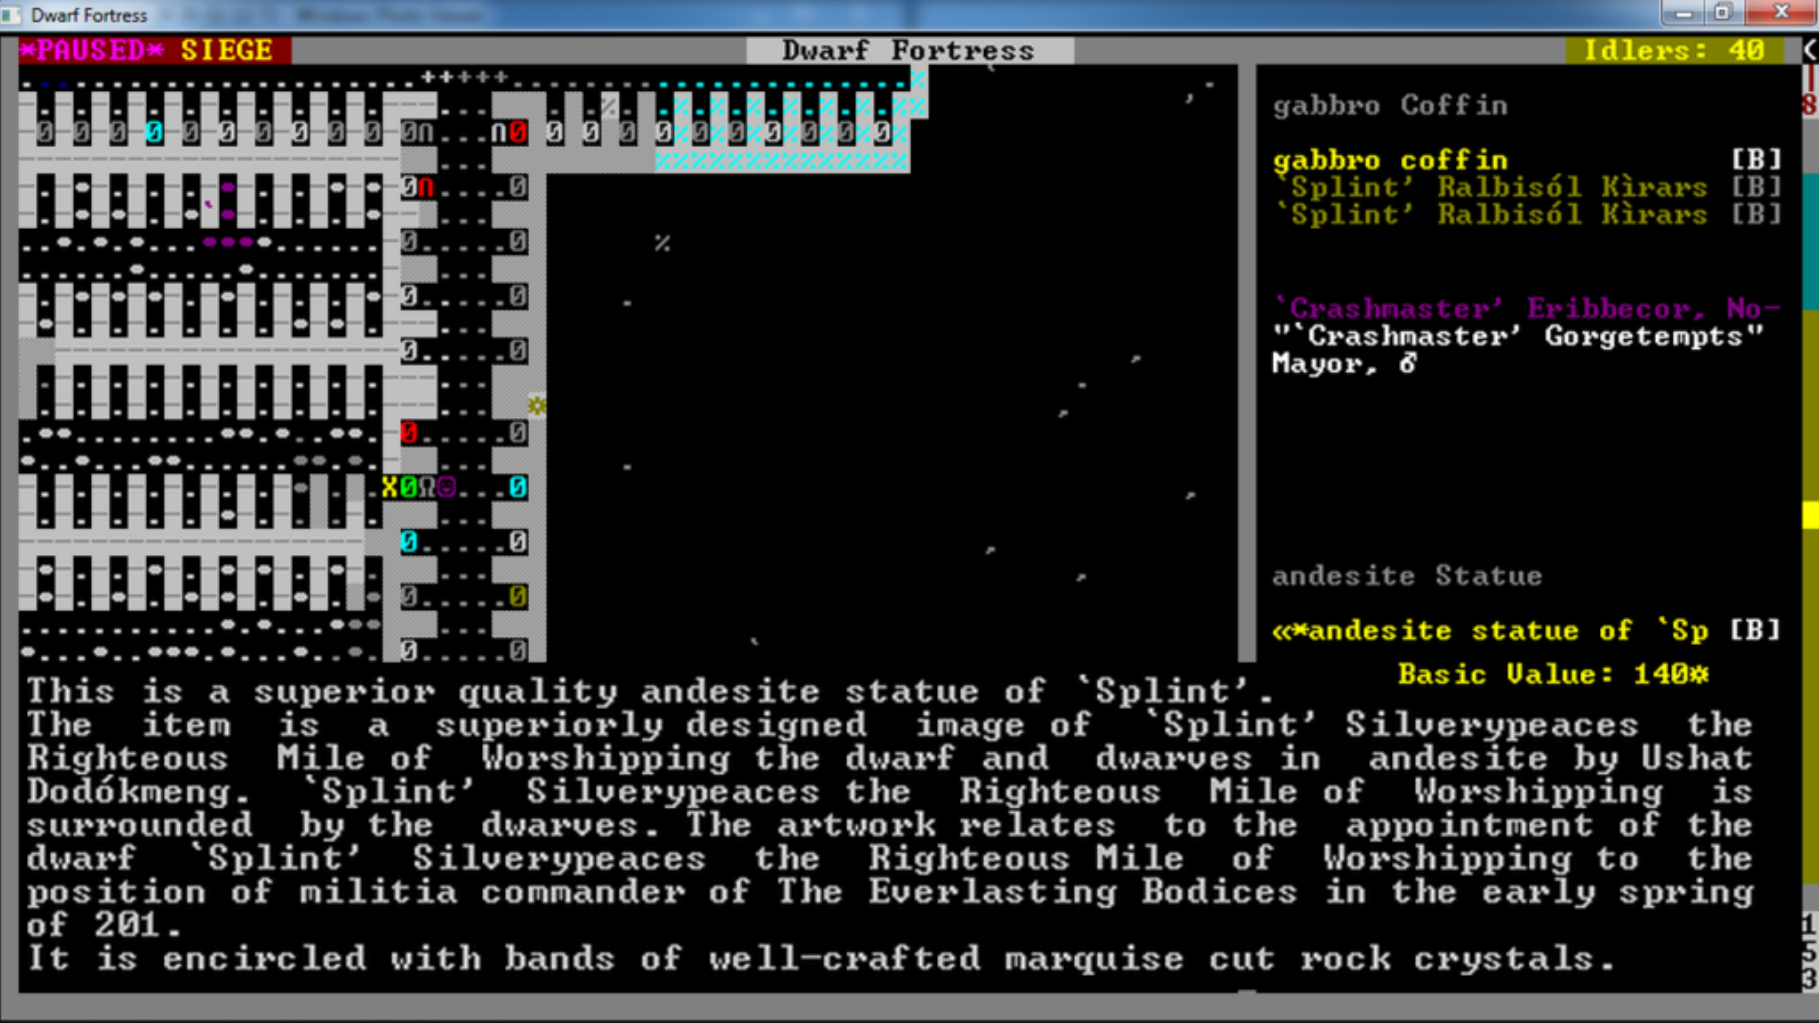 Dwarf Fortress
*PAUSED* SIEGE
Dwarf Fortress
Idlers: 40
gabbro Coffin
gabbro coffin [B]
`Splint' Ralbisól Kìrars [B]
`Splint' Ralbisól Kìrars [B]
`Crashmaster' Eribbecor, No-
"`Crashmaster' Gorgetempts"
Mayor, ♂
andesite Statue
«*andesite statue of `Sp [B]
Basic Value: 140☼
This is a superior quality andesite statue of `Splint'.
The item is a superiorly designed image of `Splint' Silverypeaces the
Righteous Mile of Worshipping the dwarf and dwarves in andesite by Ushat
Dodókmeng. `Splint' Silverypeaces the Righteous Mile of Worshipping is
surrounded by the dwarves. The artwork relates to the appointment of the
dwarf `Splint' Silverypeaces the Righteous Mile of Worshipping to the
position of militia commander of The Everlasting Bodices in the early spring
of 201.
It is encircled with bands of well-crafted marquise cut rock crystals.